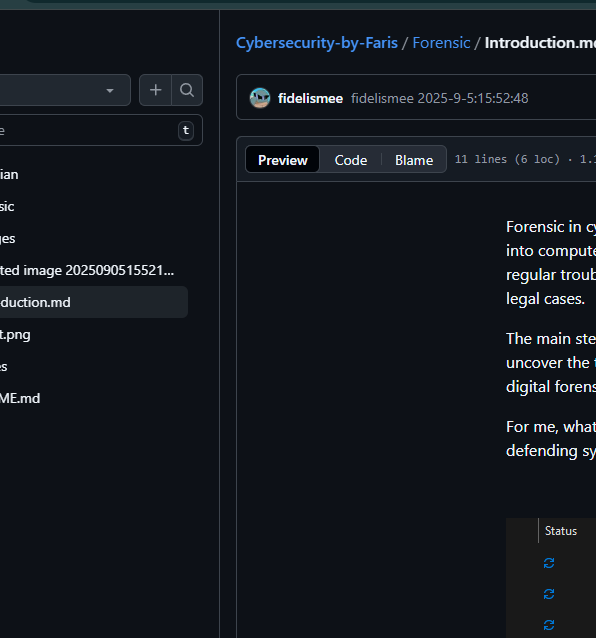 Cybersecurity-by-Faris / Forensic / Introduction.md
fidelismee fidelismee 2025-9-5:15:52:48
t
Preview Code Blame 11 lines (6 loc) · 1.
ian
sic
ges
ted image 2025090515521...
duction.md
t.png
s
ME.md
Forensic in cy
into compute
regular troub
legal cases.
The main ste
uncover the t
digital forens
For me, what
defending sy
Status